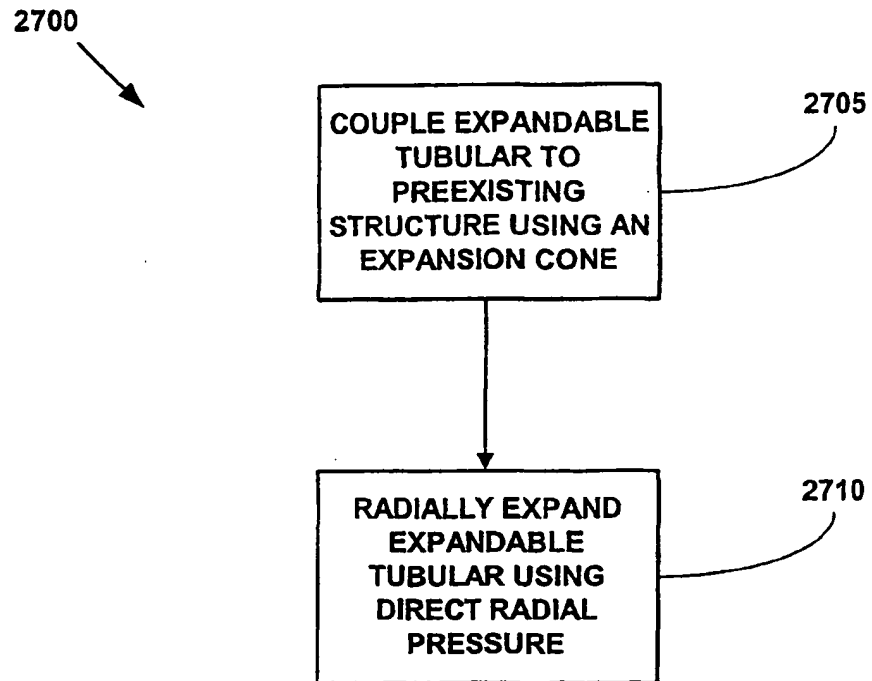 2700
COUPLE EXPANDABLE
TUBULAR TO
PREEXISTING
STRUCTURE USING AN
EXPANSION CONE
2705
RADIALLY EXPAND
EXPANDABLE
TUBULAR USING
DIRECT RADIAL
PRESSURE
2710